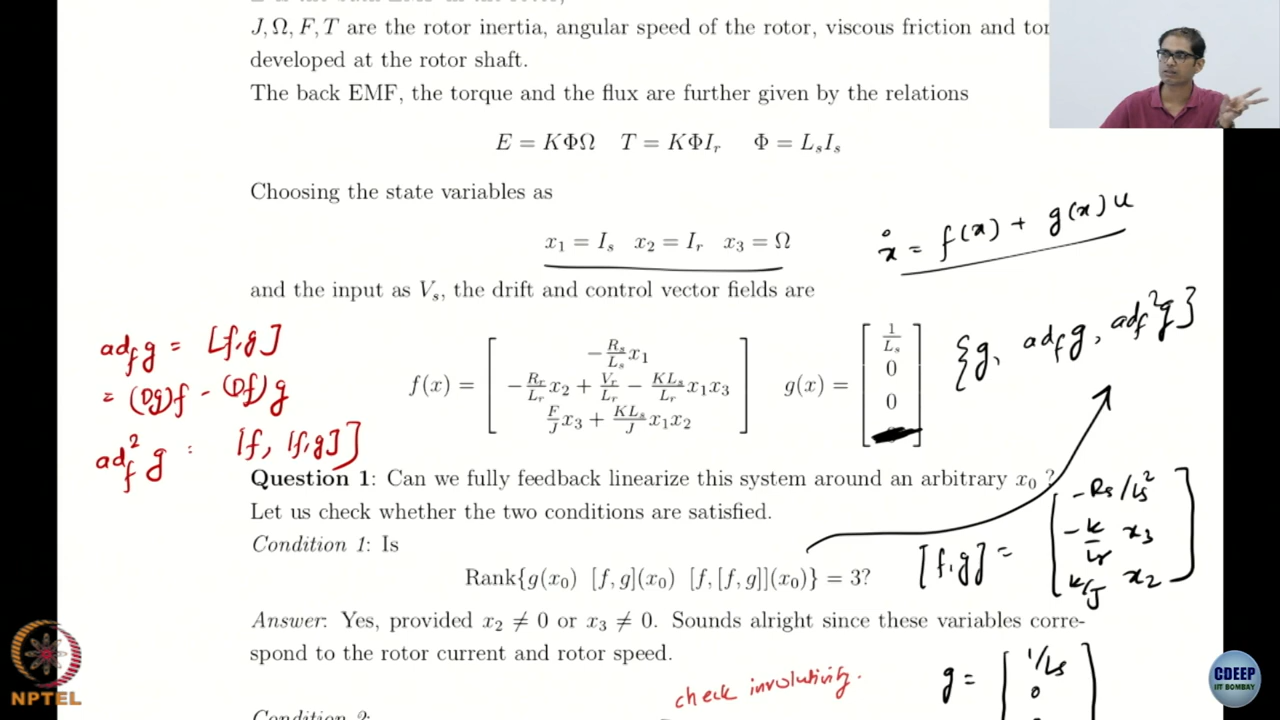 J, Ω, F, T are the rotor inertia, angular speed of the rotor, viscous friction and tor
developed at the rotor shaft.
The back EMF, the torque and the flux are further given by the relations
E = KΦΩ T = KΦI_r Φ = L_sI_s
Choosing the state variables as
x_1 = I_s x_2 = I_r x_3 = Ω
ẋ = f(x) + g(x) u
and the input as V_s, the drift and control vector fields are
ad_f g = [f,g]
= (Dg)f - (Df)g
ad_f^2 g : [f, [f,g]]
f(x) = [ -R_s/L_s x_1
-R_r/L_r x_2 + V_r/L_r - KL_s/L_r x_1x_3
F/J x_3 + KL_s/J x_1x_2 ]
g(x) = [ 1/L_s
0
0 ]
{g, ad_f g, ad_f^2 g}
Question 1: Can we fully feedback linearize this system around an arbitrary x_0 ?
Let us check whether the two conditions are satisfied.
Condition 1: Is
Rank{g(x_0) [f, g](x_0) [f, [f, g]](x_0)} = 3?
[f,g] = [ -Rs/Ls^2
-k/Lr x_3
k/J x_2 ]
Answer: Yes, provided x_2 ≠ 0 or x_3 ≠ 0. Sounds alright since these variables corre-
spond to the rotor current and rotor speed.
check involutivity.
g = [ 1/Ls
0
NPTEL
CDEEP
IIT BOMBAY